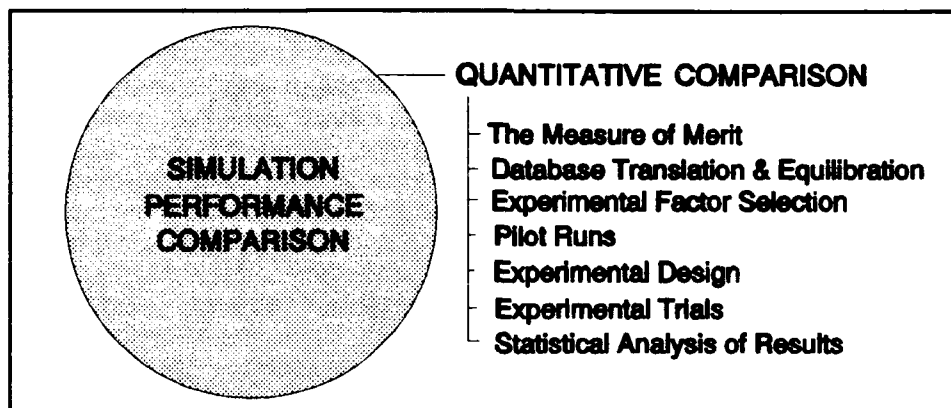 SIMULATION
PERFORMANCE
COMPARISON
QUANTITATIVE COMPARISON
The Measure of Merit
Database Translation & Equilibration
Experimental Factor Selection
Pilot Runs
Experimental Design
Experimental Trials
Statistical Analysis of Results